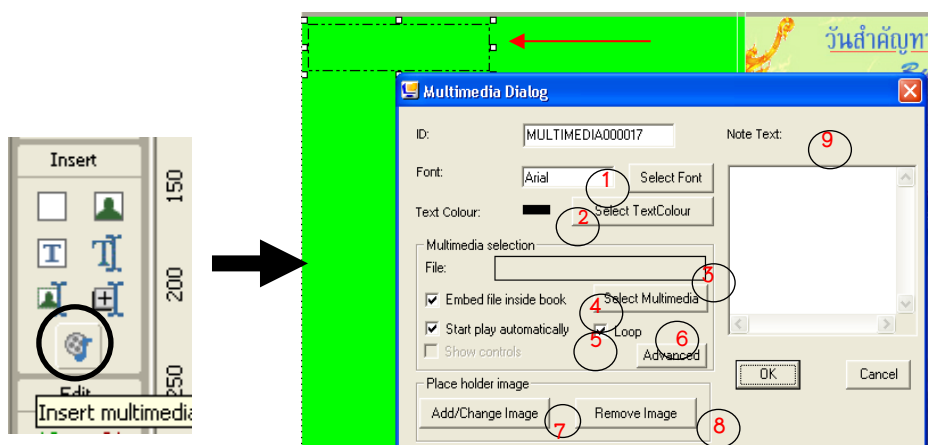 Insert
T
T
Edit
Insert multimedia
150
200
250
วันสำคัญทา
Multimedia Dialog
ID: MULTIMEDIA000017 Note Text: 9
Font: Arial 1 Select Font
Text Colour: 2 Select TextColour
Multimedia selection
File: 3
Embed file inside book 4 Select Multimedia
Start play automatically 5 Loop 6
Show controls Advanced
OK Cancel
Place holder image
Add/Change Image 7 Remove Image 8